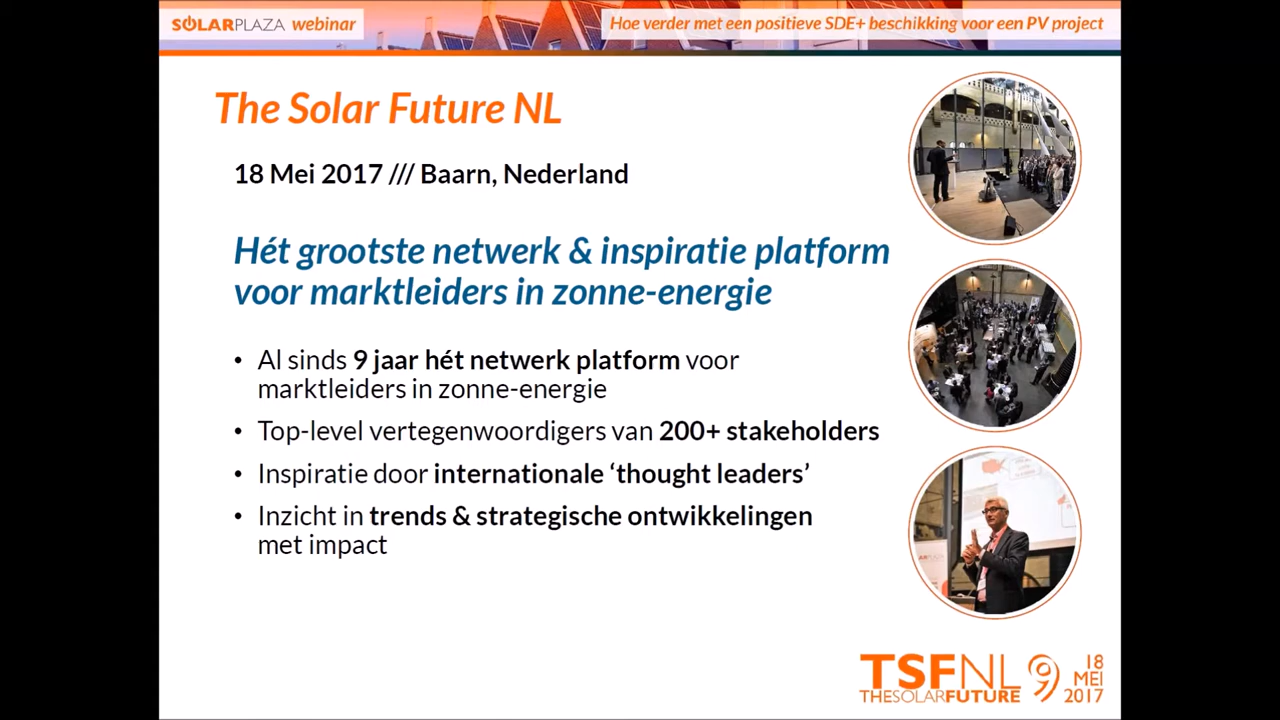 SOLARPLAZA webinar
Hoe verder met een positieve SDE+ beschikking voor een PV project
The Solar Future NL
18 Mei 2017 /// Baarn, Nederland
Hét grootste netwerk & inspiratie platform
voor marktleiders in zonne-energie
• Al sinds 9 jaar hét netwerk platform voor
marktleiders in zonne-energie
• Top-level vertegenwoordigers van 200+ stakeholders
• Inspiratie door internationale ‘thought leaders’
• Inzicht in trends & strategische ontwikkelingen
met impact
TSFNL 9
THESOLARFUTURE
18
MEI
2017